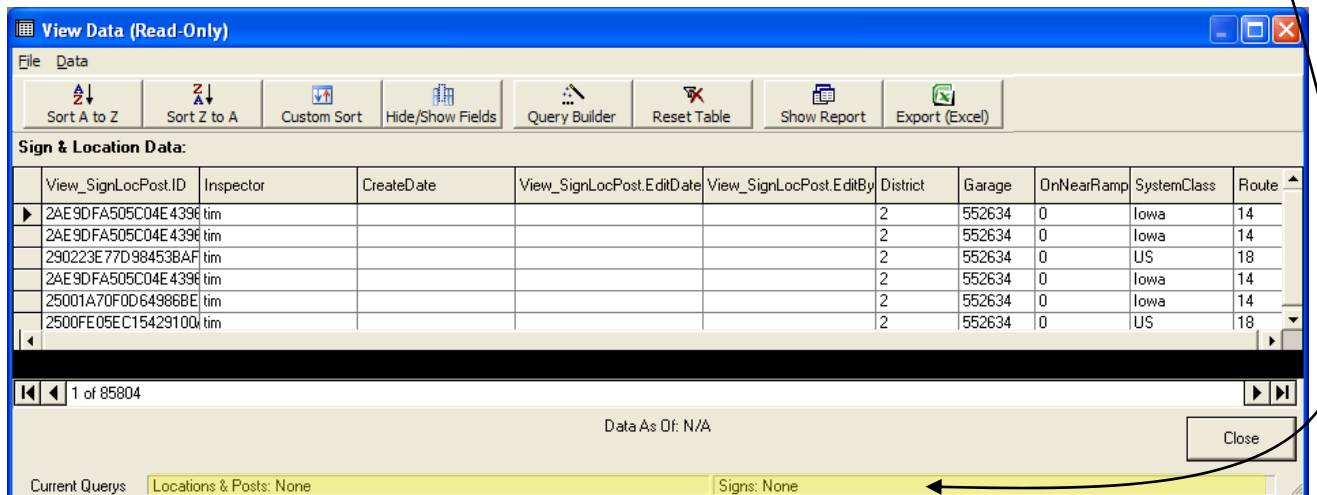 View Data (Read-Only)
File Data
Sort A to Z Sort Z to A Custom Sort Hide/Show Fields Query Builder Reset Table Show Report Export (Excel)
Sign & Location Data:
View_SignLocPost.ID Inspector CreateDate View_SignLocPost.EditDate View_SignLocPost.EditBy District Garage OnNearRamp SystemClass Route
2AE9DFA505C04E439E tim 2 552634 0 Iowa 14
2AE9DFA505C04E439E tim 2 552634 0 Iowa 14
290223E77D98453BAF tim 2 552634 0 US 18
2AE9DFA505C04E439E tim 2 552634 0 Iowa 14
25001A70F0D64986BE tim 2 552634 0 Iowa 14
2500FE05EC15429100 tim 2 552634 0 US 18
1 of 85804
Data As Of: N/A
Close
Current Querys Locations & Posts: None Signs: None